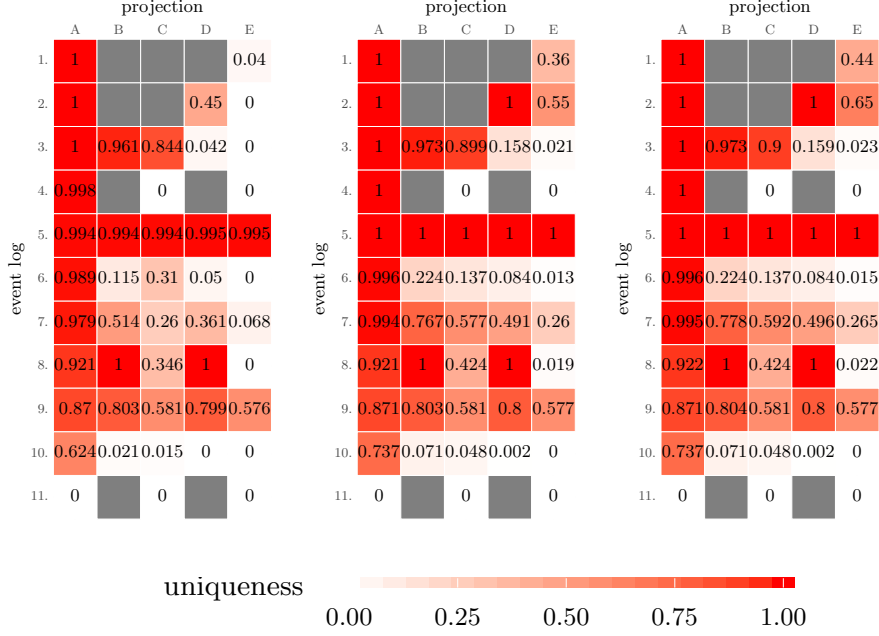 projection projection projection
A B C D E A B C D E A B C D E
1. 1 0.04 1. 1 0.36 1. 1 0.44
2. 1 0.45 0 2. 1 1 0.55 2. 1 1 0.65
3. 1 0.961 0.844 0.042 0 3. 1 0.973 0.899 0.158 0.021 3. 1 0.973 0.9 0.159 0.023
4. 0.998 0 0 4. 1 0 0 4. 1 0 0
5. 0.994 0.994 0.994 0.995 0.995 5. 1 1 1 1 1 5. 1 1 1 1 1
event log event log event log
6. 0.989 0.115 0.31 0.05 0 6. 0.996 0.224 0.137 0.084 0.013 6. 0.996 0.224 0.137 0.084 0.015
7. 0.979 0.514 0.26 0.361 0.068 7. 0.994 0.767 0.577 0.491 0.26 7. 0.995 0.778 0.592 0.496 0.265
8. 0.921 1 0.346 1 0 8. 0.921 1 0.424 1 0.019 8. 0.922 1 0.424 1 0.022
9. 0.87 0.803 0.581 0.799 0.576 9. 0.871 0.803 0.581 0.8 0.577 9. 0.871 0.804 0.581 0.8 0.577
10. 0.624 0.021 0.015 0 0 10. 0.737 0.071 0.048 0.002 0 10. 0.737 0.071 0.048 0.002 0
11. 0 0 0 11. 0 0 0 11. 0 0 0
uniqueness
0.00 0.25 0.50 0.75 1.00